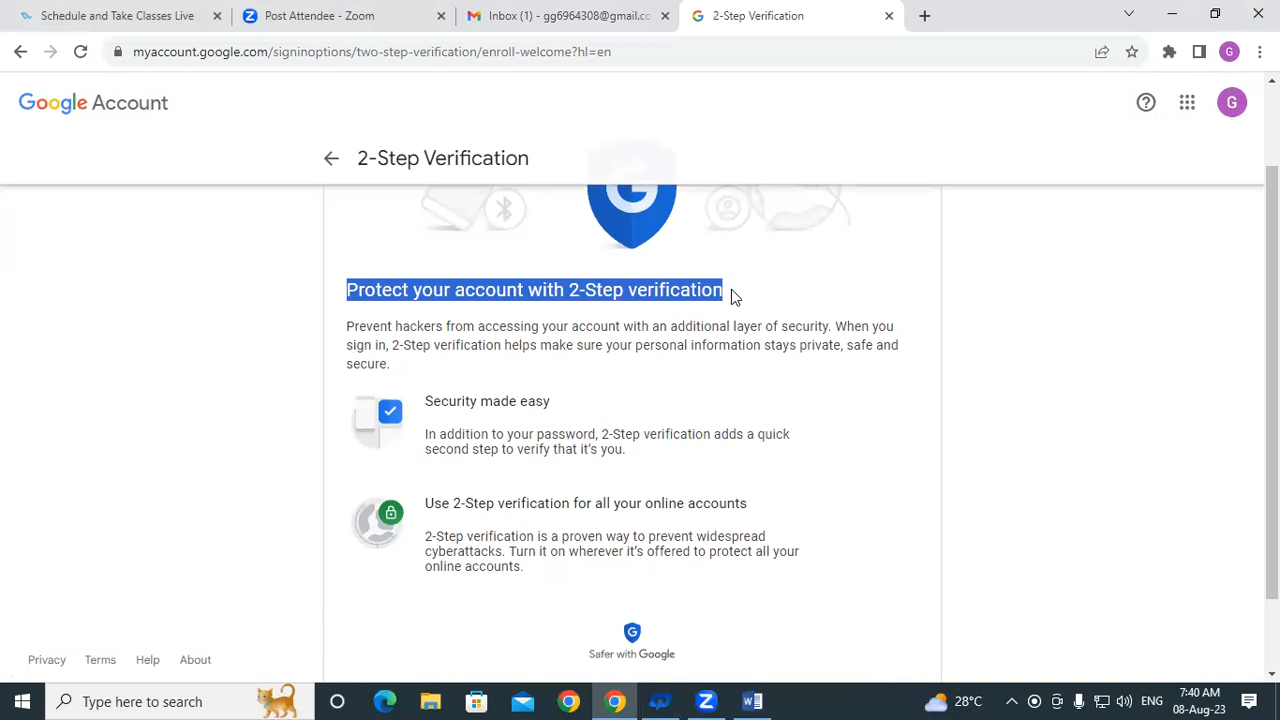 Schedule and Take Classes Live
Post Attendee - Zoom
Inbox (1) - gg6964308@gmail.cc
2-Step Verification
myaccount.google.com/signinoptions/two-step-verification/enroll-welcome?hl=en
G
Google Account
G
2-Step Verification
G
Protect your account with 2-Step verification
Prevent hackers from accessing your account with an additional layer of security. When you
sign in, 2-Step verification helps make sure your personal information stays private, safe and
secure.
Security made easy
In addition to your password, 2-Step verification adds a quick
second step to verify that it's you.
Use 2-Step verification for all your online accounts
2-Step verification is a proven way to prevent widespread
cyberattacks. Turn it on wherever it's offered to protect all your
online accounts.
G
Safer with Google
Privacy Terms Help About
Type here to search
28°C
ENG
7:40 AM
08-Aug-23